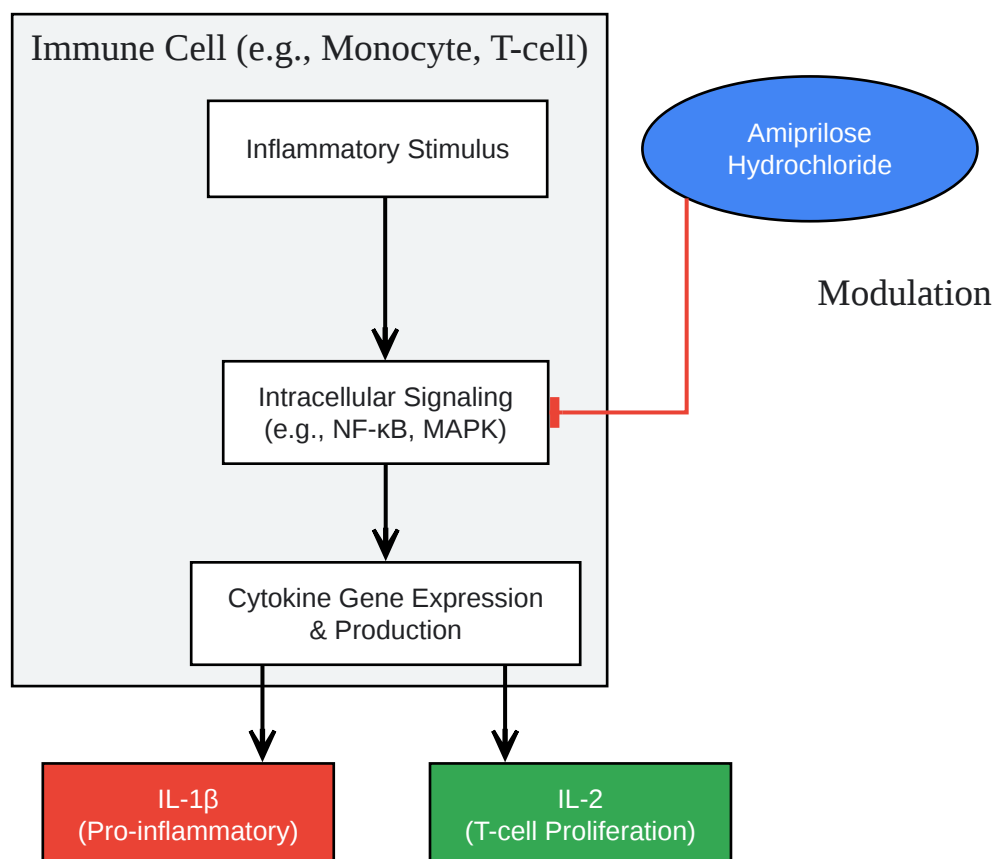 Immune Cell (e.g., Monocyte, T-cell)
Inflammatory Stimulus
Amiprilose
Hydrochloride
Modulation
Intracellular Signaling
(e.g., NF-κB, MAPK)
Cytokine Gene Expression
& Production
IL-1β
(Pro-inflammatory)
IL-2
(T-cell Proliferation)